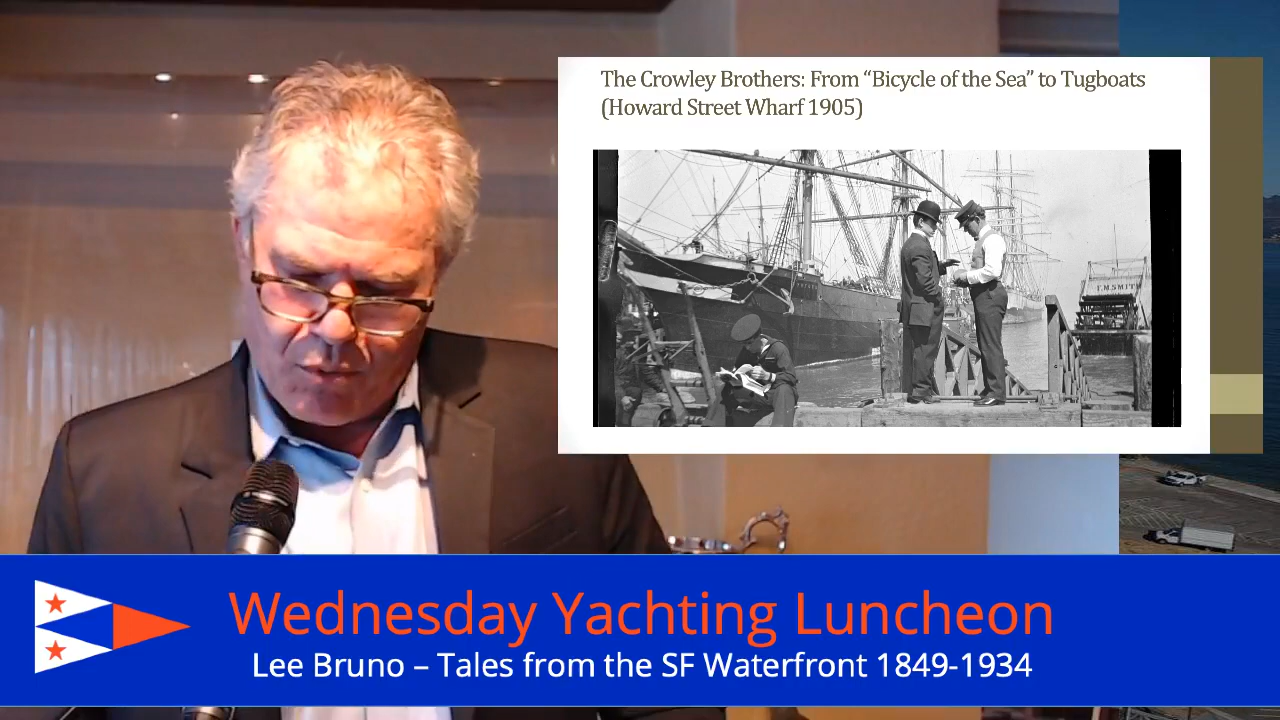 The Crowley Brothers: From “Bicycle of the Sea” to Tugboats
(Howard Street Wharf 1905)
T.M.SMITH
Wednesday Yachting Luncheon
Lee Bruno – Tales from the SF Waterfront 1849-1934